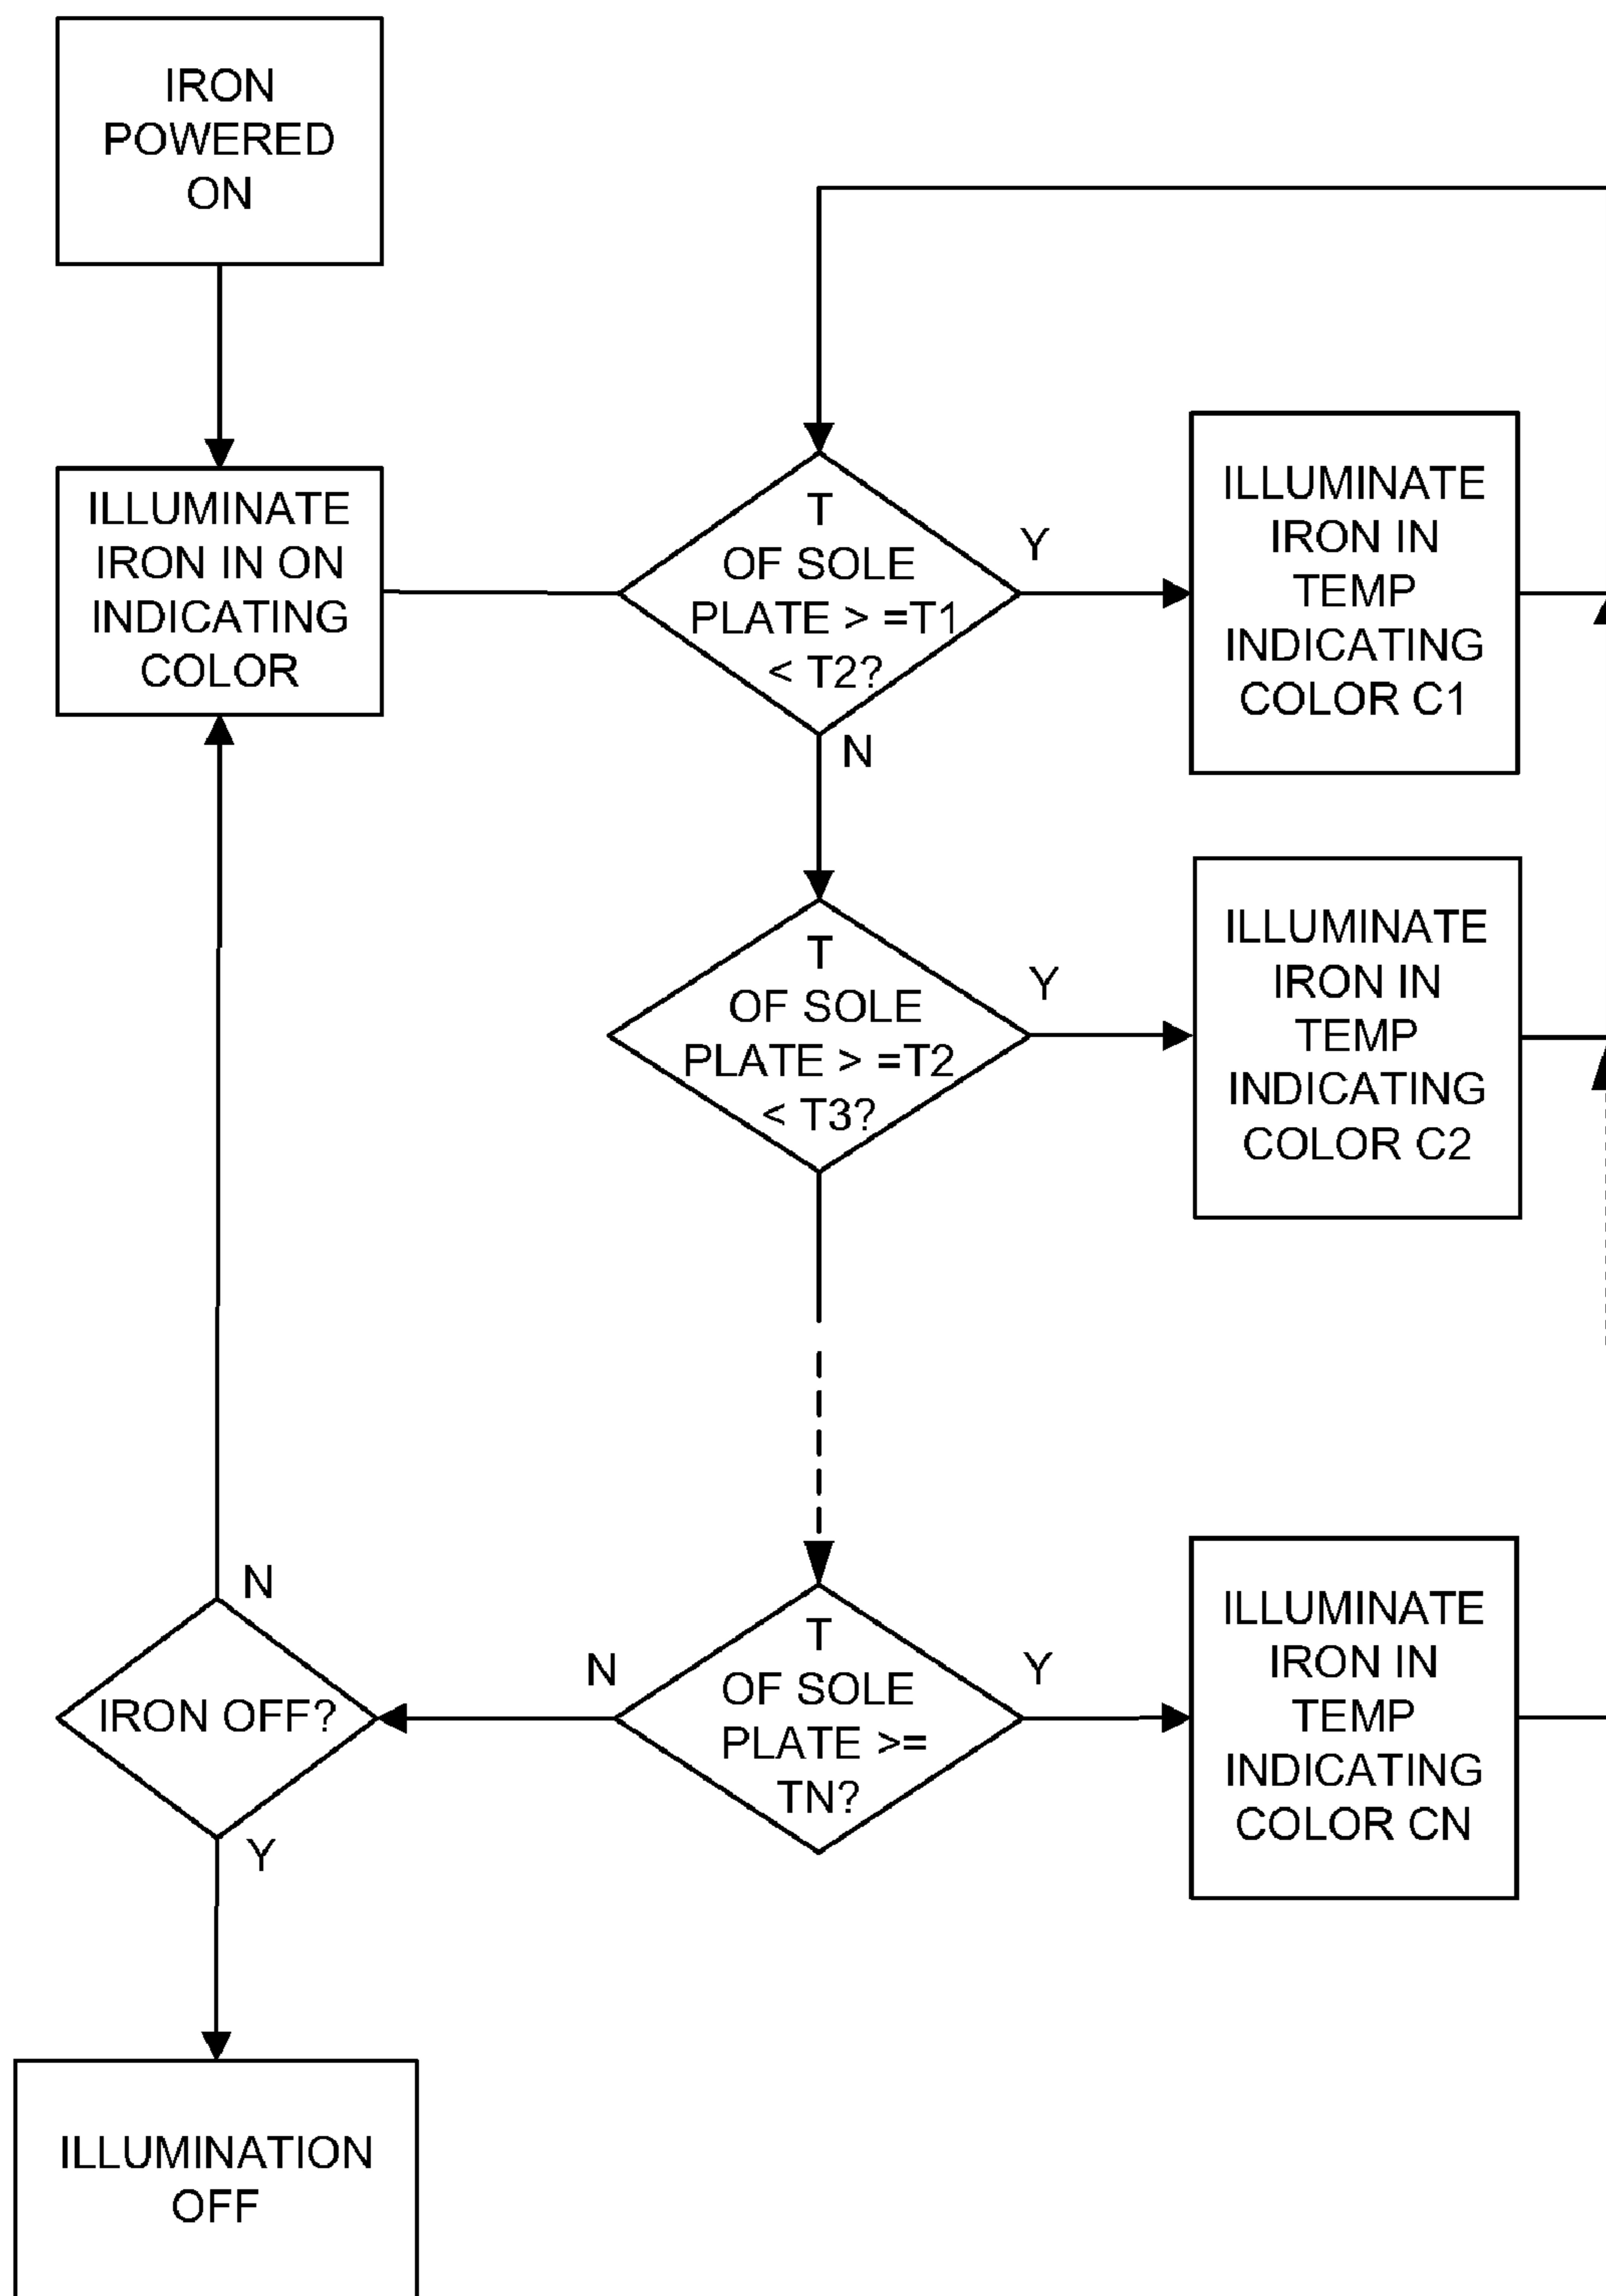 IRON
POWERED
ON
ILLUMINATE
IRON IN ON
INDICATING
COLOR
T
OF SOLE
PLATE > =T1
< T2?
Y
N
ILLUMINATE
IRON IN
TEMP
INDICATING
COLOR C1
T
OF SOLE
PLATE > =T2
< T3?
Y
ILLUMINATE
IRON IN
TEMP
INDICATING
COLOR C2
N
IRON OFF?
Y
N
T
OF SOLE
PLATE >=
TN?
Y
ILLUMINATE
IRON IN
TEMP
INDICATING
COLOR CN
ILLUMINATION
OFF